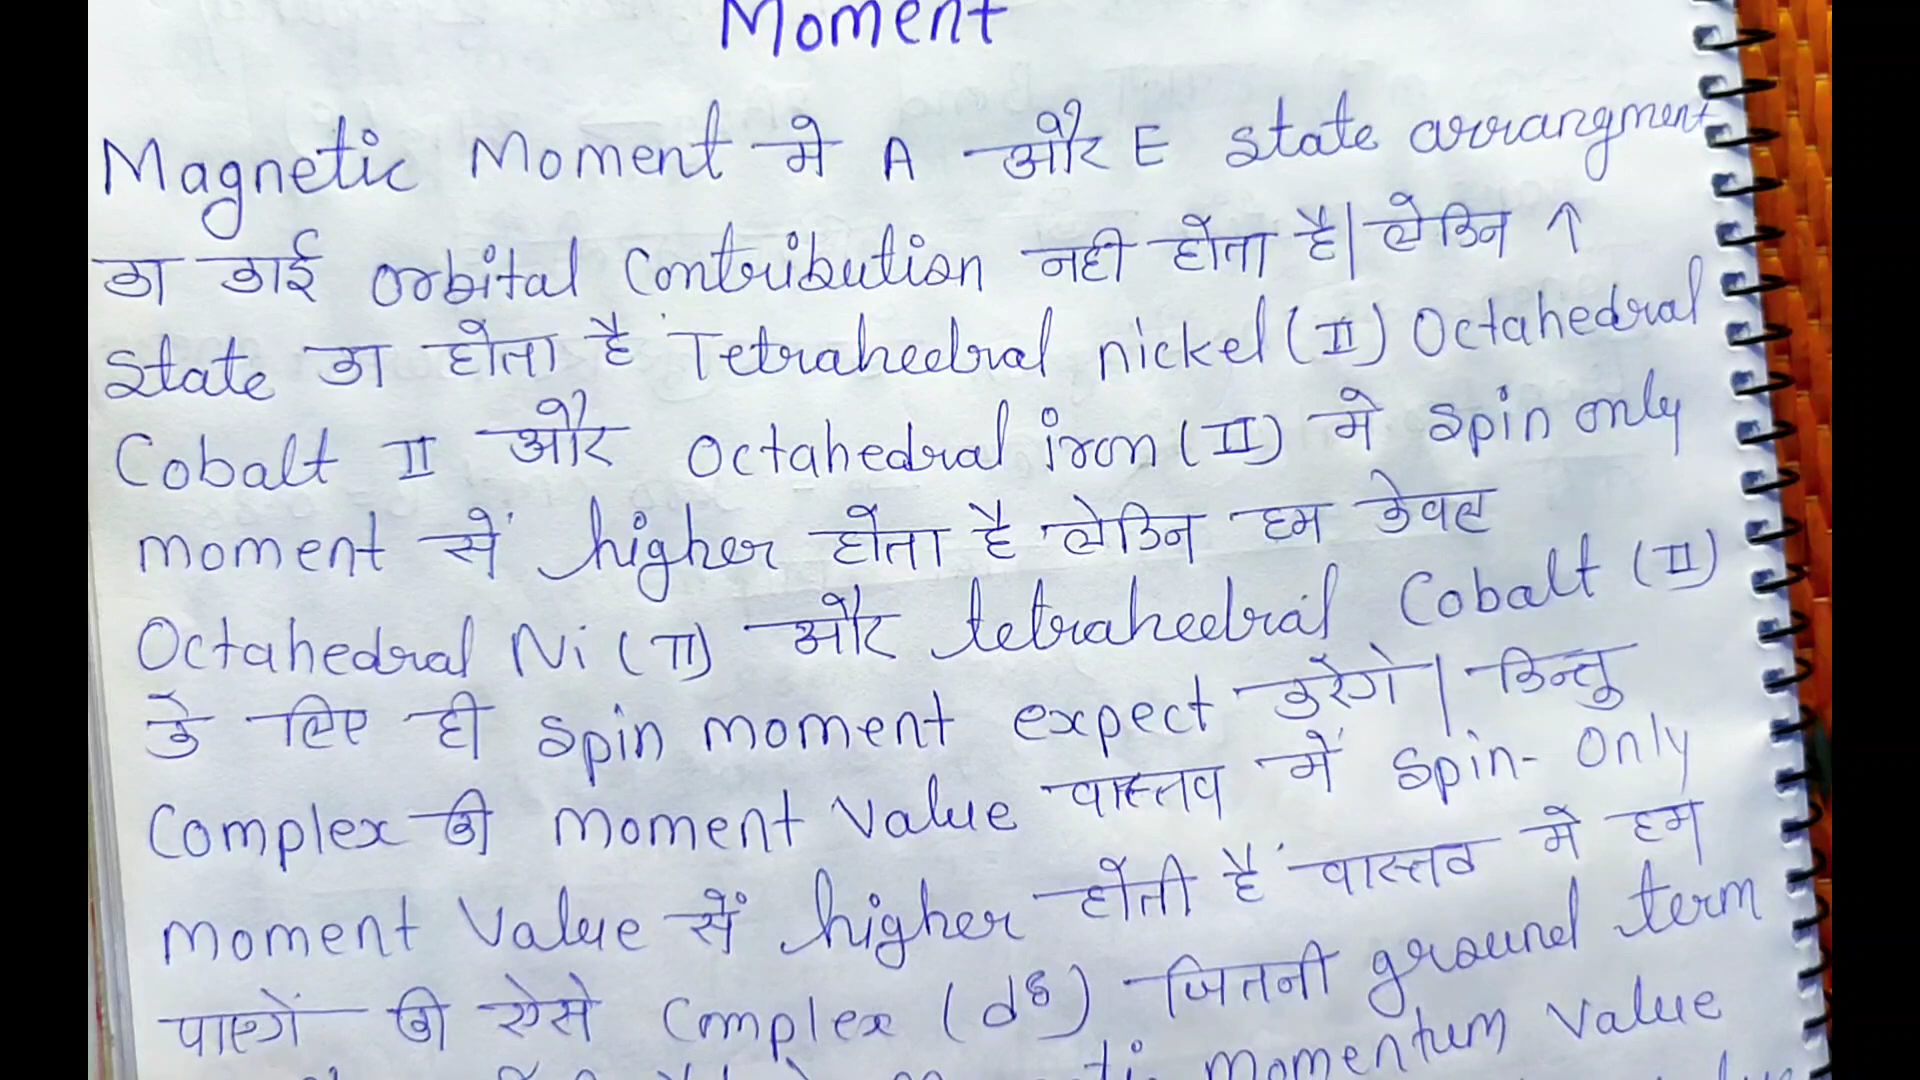 Moment
Magnetic Moment मे A और E state arrangment
का काई orbital Contribution नही होता है। लेकिन ↑
State का होता है Tetrahedral nickel (II) Octahedral
Cobalt II और Octahedral iron (II) मे spin only
moment सें higher होता है लेकिन हम केवल
Octahedral Ni (II) और tetrahedral Cobalt (II)
के लिए ही spin moment expect करेंगे। किन्तु
Complex की moment Value वास्तव में spin-only
moment Value सें higher होती है वास्तव मे हम
पाएगें की ऐसे Complex (d8) जितनी ground term
momentum Value